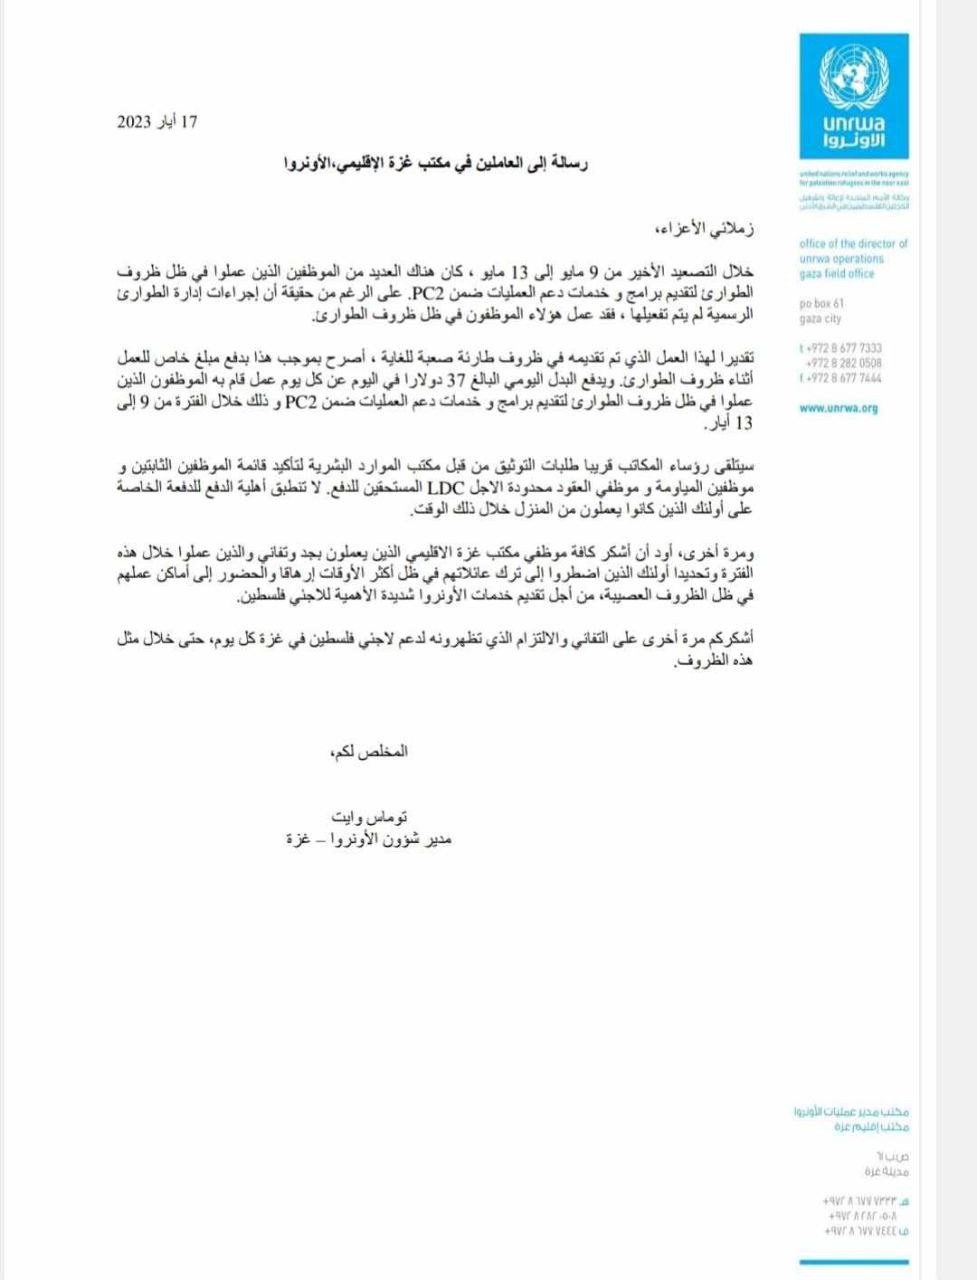 unrwa
الاونروا
united nations relief and works agency
for palestine refugees in the near east
وكالة الأمم المتحدة لإغاثة وتشغيل
اللاجئين الفلسطينيين في الشرق الأدنى
office of the director of
unrwa operations
gaza field office
po box 61
gaza city
t +972 8 677 7333
+972 8 282 0508
f +972 8 677 7444
www.unrwa.org
17 أيار 2023
رسالة إلى العاملين في مكتب غزة الإقليمي،الأونروا
زملائي الأعزاء،
خلال التصعيد الأخير من 9 مايو إلى 13 مايو ، كان هناك العديد من الموظفين الذين عملوا في ظل ظروف
الطوارئ لتقديم برامج و خدمات دعم العمليات ضمن PC2. على الرغم من حقيقة أن إجراءات إدارة الطوارئ
الرسمية لم يتم تفعيلها ، فقد عمل هؤلاء الموظفون في ظل ظروف الطوارئ.
تقديرا لهذا العمل الذي تم تقديمه في ظروف طارئة صعبة للغاية ، أصرح بموجب هذا بدفع مبلغ خاص للعمل
أثناء ظروف الطوارئ. ويدفع البدل اليومي البالغ 37 دولارا في اليوم عن كل يوم عمل قام به الموظفون الذين
عملوا في ظل ظروف الطوارئ لتقديم برامج و خدمات دعم العمليات ضمن PC2 و ذلك خلال الفترة من 9 إلى
13 أيار.
سيتلقى رؤساء المكاتب قريبا طلبات التوثيق من قبل مكتب الموارد البشرية لتأكيد قائمة الموظفين الثابتين و
موظفين المياومة و موظفي العقود محدودة الاجل LDC المستحقين للدفع. لا تنطبق أهلية الدفع للدفعة الخاصة
على أولئك الذين كانوا يعملون من المنزل خلال ذلك الوقت.
ومرة أخرى، أود أن أشكر كافة موظفي مكتب غزة الاقليمي الذين يعملون بجد وتفاني والذين عملوا خلال هذه
الفترة وتحديدا أولئك الذين اضطروا إلى ترك عائلاتهم في ظل أكثر الأوقات إرهاقا والحضور إلى أماكن عملهم
في ظل الظروف العصيبة، من أجل تقديم خدمات الأونروا شديدة الأهمية للاجئي فلسطين.
أشكركم مرة أخرى على التفاني والالتزام الذي تظهرونه لدعم لاجئي فلسطين في غزة كل يوم، حتى خلال مثل
هذه الظروف.
المخلص لكم،
توماس وايت
مدير شؤون الأونروا – غزة
مكتب مدير عمليات الأونروا
مكتب إقليم غزة
ص.ب ٦١
مدينة غزة
هـ +٩٧٢ ٨ ٦٧٧ ٧٣٣٣
+٩٧٢ ٨ ٢٨٢ ٠٥٠٨
ف +٩٧٢ ٨ ٦٧٧ ٧٤٤٤